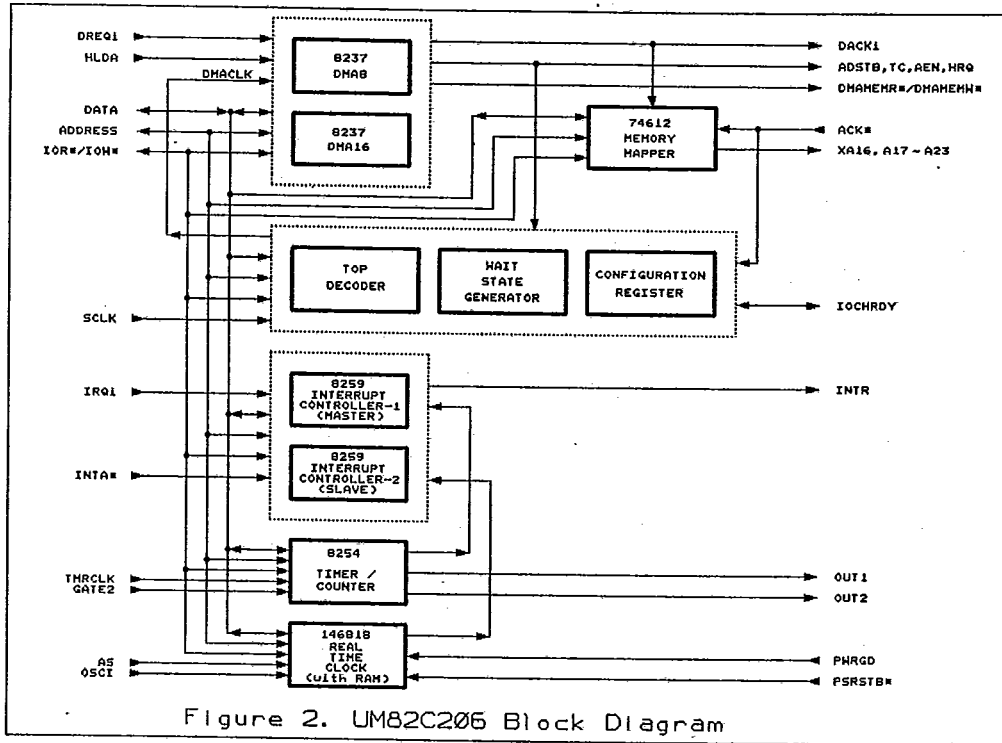 DREQi
HLDA
DMACLK
DATA
ADDRESS
IOR*/IOW*
8237
DMA8
8237
DMA16
DACKi
ADSTB,TC,AEN,HRQ
DMAMEMR*/DMAMEMW*
74612
MEMORY
MAPPER
ACK*
XA16, A17~A23
TOP
DECODER
WAIT
STATE
GENERATOR
CONFIGURATION
REGISTER
IOCHRDY
SCLK
IRQi
8259
INTERRUPT
CONTROLLER-1
(MASTER)
INTR
INTA*
8259
INTERRUPT
CONTROLLER-2
(SLAVE)
8254
TIMER /
COUNTER
TMRCLK
GATE2
OUT1
OUT2
146818
REAL
TIME
CLOCK
(with RAM)
AS
OSCI
PWRGD
PSRSTB*
Figure 2. UM82C206 Block Diagram